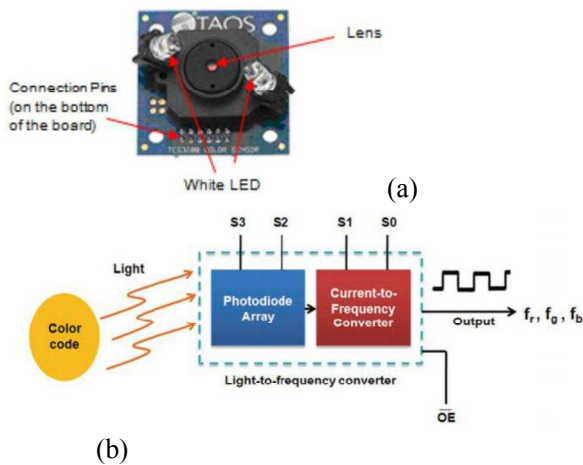 TAOS
Lens
Connection Pins
(on the bottom
of the board)
TCS3200 COLOR SENSOR
White LED
(a)
S3 S2 S1 S0
Light
Color
code
Photodiode
Array
Current-to-
Frequency
Converter
Output
fr, fg, fb
Light-to-frequency converter
OE
(b)